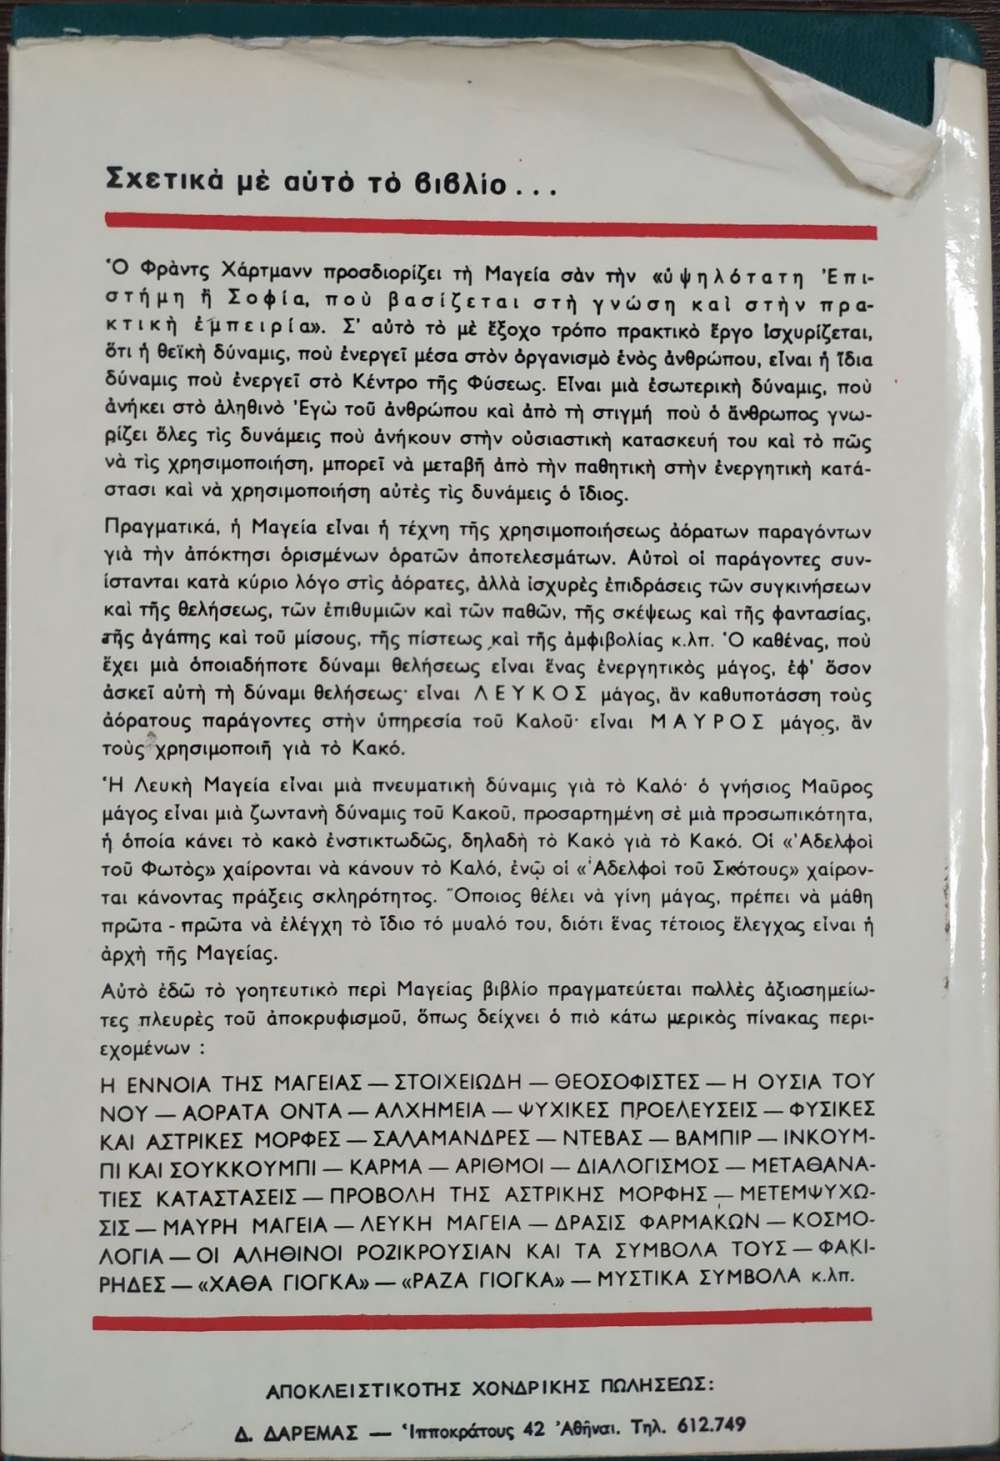 Σχετικὰ μὲ αὐτὸ τὸ βιβλίο...
Ὁ Φρὰντς Χάρτμανν προσδιορίζει τὴ Μαγεία σὰν τὴν «ὑψηλότατη Ἐπι-
στήμη ἢ Σοφία, ποὺ βασίζεται στὴ γνώση καὶ στὴν πρα-
κτικὴ ἐμπειρία». Σ' αὐτὸ τὸ μὲ ἔξοχο τρόπο πρακτικὸ ἔργο ἰσχυρίζεται,
ὅτι ἡ θεϊκὴ δύναμις, ποὺ ἐνεργεῖ μέσα στὸν ὀργανισμὸ ἑνὸς ἀνθρώπου, εἶναι ἡ ἴδια
δύναμις ποὺ ἐνεργεῖ στὸ Κέντρο τῆς Φύσεως. Εἶναι μιὰ ἐσωτερικὴ δύναμις, ποὺ
ἀνήκει στὸ ἀληθινὸ Ἐγὼ τοῦ ἀνθρώπου καὶ ἀπὸ τὴ στιγμὴ ποὺ ὁ ἄνθρωπος γνω-
ρίζει ὅλες τὶς δυνάμεις ποὺ ἀνήκουν στὴν οὐσιαστικὴ κατασκευή του καὶ τὸ πῶς
νὰ τὶς χρησιμοποιήση, μπορεῖ νὰ μεταβῆ ἀπὸ τὴν παθητικὴ στὴν ἐνεργητικὴ κατά-
στασι καὶ νὰ χρησιμοποιήση αὐτὲς τὶς δυνάμεις ὁ ἴδιος.
Πραγματικά, ἡ Μαγεία εἶναι ἡ τέχνη τῆς χρησιμοποιήσεως ἀόρατων παραγόντων
γιὰ τὴν ἀπόκτησι ὁρισμένων ὁρατῶν ἀποτελεσμάτων. Αὐτοὶ οἱ παράγοντες συν-
ίστανται κατὰ κύριο λόγο στὶς ἀόρατες, ἀλλὰ ἰσχυρὲς ἐπιδράσεις τῶν συγκινήσεων
καὶ τῆς θελήσεως, τῶν ἐπιθυμιῶν καὶ τῶν παθῶν, τῆς σκέψεως καὶ τῆς φαντασίας,
τῆς ἀγάπης καὶ τοῦ μίσους, τῆς πίστεως καὶ τῆς ἀμφιβολίας κ.λπ. Ὁ καθένας, ποὺ
ἔχει μιὰ ὁποιαδήποτε δύναμι θελήσεως εἶναι ἕνας ἐνεργητικὸς μάγος, ἐφ' ὅσον
ἀσκεῖ αὐτὴ τὴ δύναμι θελήσεως· εἶναι ΛΕΥΚΟΣ μάγος, ἂν καθυποτάσση τοὺς
ἀόρατους παράγοντες στὴν ὑπηρεσία τοῦ Καλοῦ· εἶναι ΜΑΥΡΟΣ μάγος, ἂν
τοὺς χρησιμοποιῆ γιὰ τὸ Κακό.
Ἡ Λευκὴ Μαγεία εἶναι μιὰ πνευματικὴ δύναμις γιὰ τὸ Καλό· ὁ γνήσιος Μαῦρος
μάγος εἶναι μιὰ ζωντανὴ δύναμις τοῦ Κακοῦ, προσαρτημένη σὲ μιὰ προσωπικότητα,
ἡ ὁποία κάνει τὸ κακὸ ἐνστικτωδῶς, δηλαδὴ τὸ Κακὸ γιὰ τὸ Κακό. Οἱ «Ἀδελφοὶ
τοῦ Φωτὸς» χαίρονται νὰ κάνουν τὸ Καλό, ἐνῷ οἱ «Ἀδελφοὶ τοῦ Σκότους» χαίρον-
ται κάνοντας πράξεις σκληρότητος. Ὅποιος θέλει νὰ γίνη μάγος, πρέπει νὰ μάθη
πρῶτα - πρῶτα νὰ ἐλέγχη τὸ ἴδιο τὸ μυαλό του, διότι ἕνας τέτοιος ἔλεγχος εἶναι ἡ
ἀρχὴ τῆς Μαγείας.
Αὐτὸ ἐδῶ τὸ γοητευτικὸ περὶ Μαγείας βιβλίο πραγματεύεται πολλὲς ἀξιοσημείω-
τες πλευρὲς τοῦ ἀποκρυφισμοῦ, ὅπως δείχνει ὁ πιὸ κάτω μερικὸς πίνακας περι-
εχομένων :
Η ΕΝΝΟΙΑ ΤΗΣ ΜΑΓΕΙΑΣ — ΣΤΟΙΧΕΙΩΔΗ — ΘΕΟΣΟΦΙΣΤΕΣ — Η ΟΥΣΙΑ ΤΟΥ
ΝΟΥ — ΑΟΡΑΤΑ ΟΝΤΑ — ΑΛΧΗΜΕΙΑ — ΨΥΧΙΚΕΣ ΠΡΟΕΛΕΥΣΕΙΣ — ΦΥΣΙΚΕΣ
ΚΑΙ ΑΣΤΡΙΚΕΣ ΜΟΡΦΕΣ — ΣΑΛΑΜΑΝΔΡΕΣ — ΝΤΕΒΑΣ — ΒΑΜΠΙΡ — ΙΝΚΟΥΜ-
ΠΙ ΚΑΙ ΣΟΥΚΚΟΥΜΠΙ — ΚΑΡΜΑ — ΑΡΙΘΜΟΙ — ΔΙΑΛΟΓΙΣΜΟΣ — ΜΕΤΑΘΑΝΑ-
ΤΙΕΣ ΚΑΤΑΣΤΑΣΕΙΣ — ΠΡΟΒΟΛΗ ΤΗΣ ΑΣΤΡΙΚΗΣ ΜΟΡΦΗΣ — ΜΕΤΕΜΨΥΧΩ-
ΣΙΣ — ΜΑΥΡΗ ΜΑΓΕΙΑ — ΛΕΥΚΗ ΜΑΓΕΙΑ — ΔΡΑΣΙΣ ΦΑΡΜΑΚΩΝ — ΚΟΣΜΟ-
ΛΟΓΙΑ — ΟΙ ΑΛΗΘΙΝΟΙ ΡΟΖΙΚΡΟΥΣΙΑΝ ΚΑΙ ΤΑ ΣΥΜΒΟΛΑ ΤΟΥΣ — ΦΑΚΙ-
ΡΗΔΕΣ — «ΧΑΘΑ ΓΙΟΓΚΑ» — «ΡΑΖΑ ΓΙΟΓΚΑ» — ΜΥΣΤΙΚΑ ΣΥΜΒΟΛΑ κ.λπ.
ΑΠΟΚΛΕΙΣΤΙΚΟΤΗΣ ΧΟΝΔΡΙΚΗΣ ΠΩΛΗΣΕΩΣ:
Δ. ΔΑΡΕΜΑΣ — Ἱπποκράτους 42 Ἀθῆναι. Τηλ. 612.749